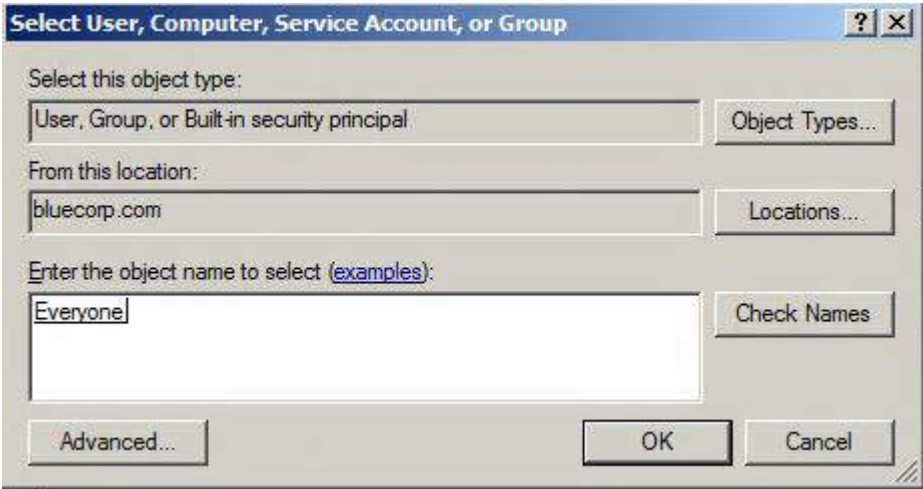 Select User, Computer, Service Account, or Group
Select this object type:
User, Group, or Built-in security principal
Object Types...
From this location:
bluecorp.com
Locations...
Enter the object name to select (examples):
Everyone
Check Names
Advanced...
OK
Cancel